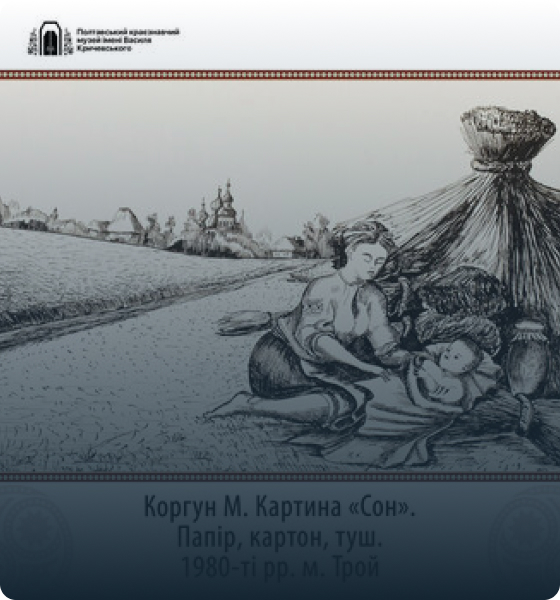 Полтавський краєзнавчий
музей імені Василя
Кричевського
Коргун М. Картина «Сон».
Папір, картон, туш.
1980-ті рр. м. Трой